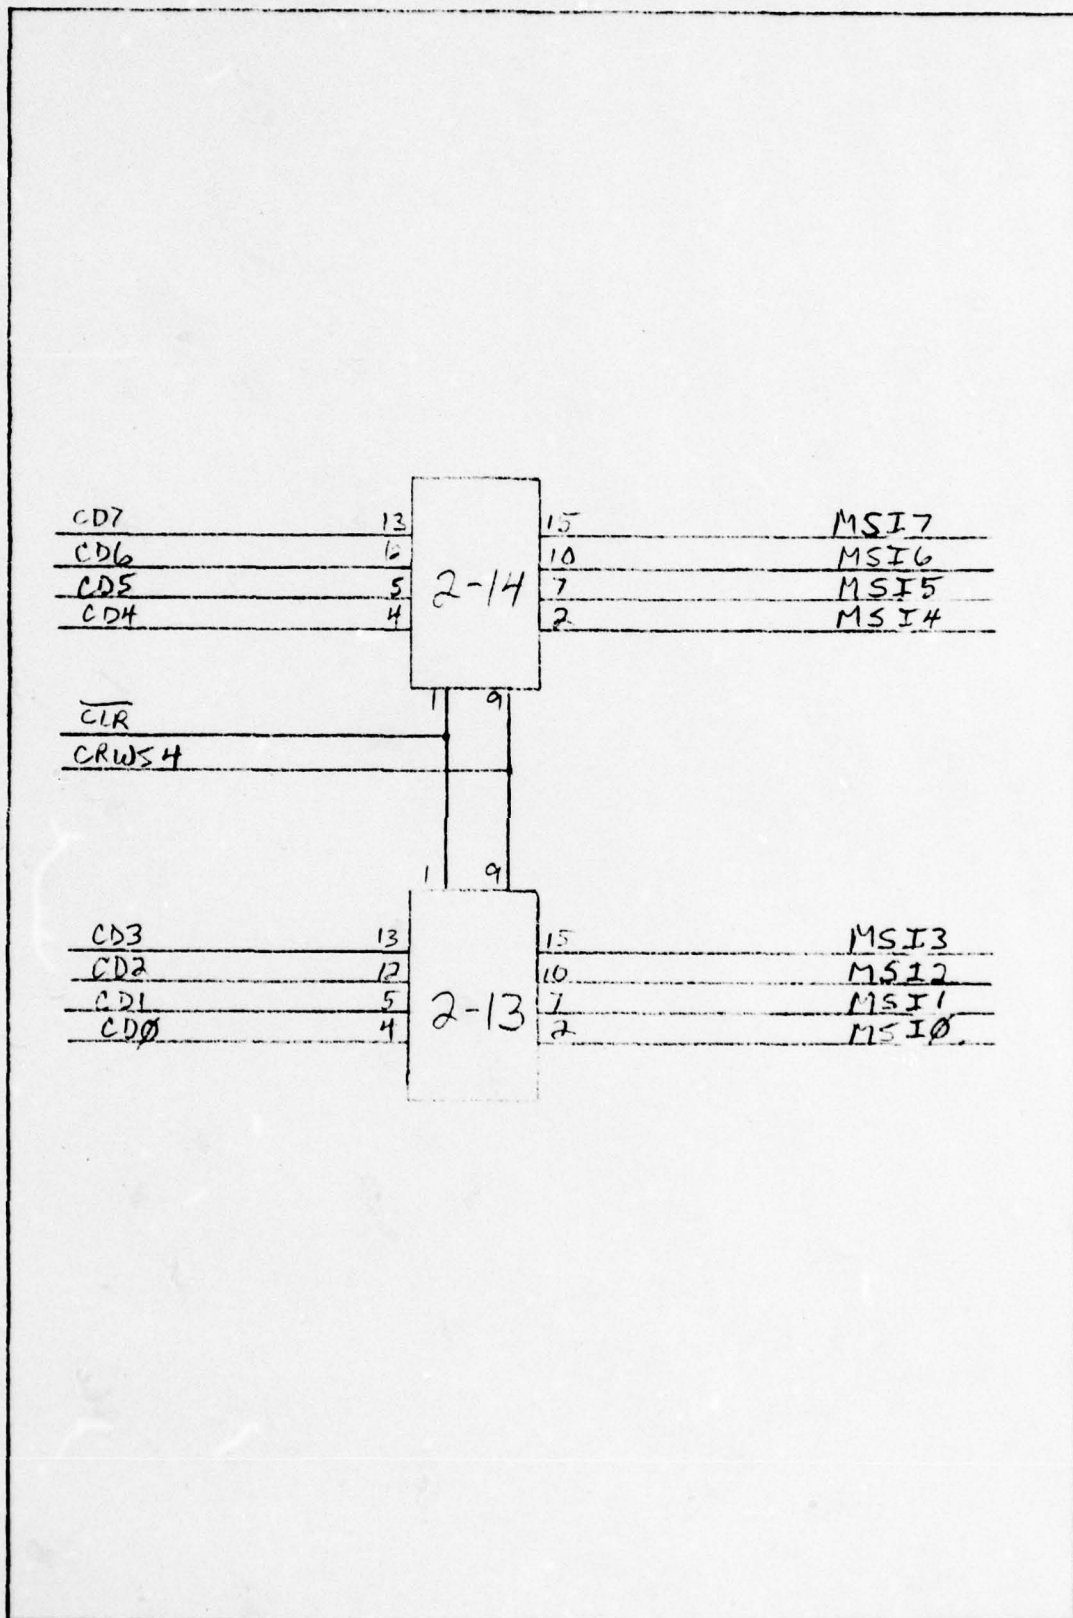 CD7 13 15 MSI7
CD6 12 10 MSI6
CD5 5 2-14 7 MSI5
CD4 4 2 MSI4
1 9
CLR
CRWS4
1 9
CD3 13 15 MSI3
CD2 12 10 MSI2
CD1 5 2-13 7 MSI1
CDØ 4 2 MSIØ